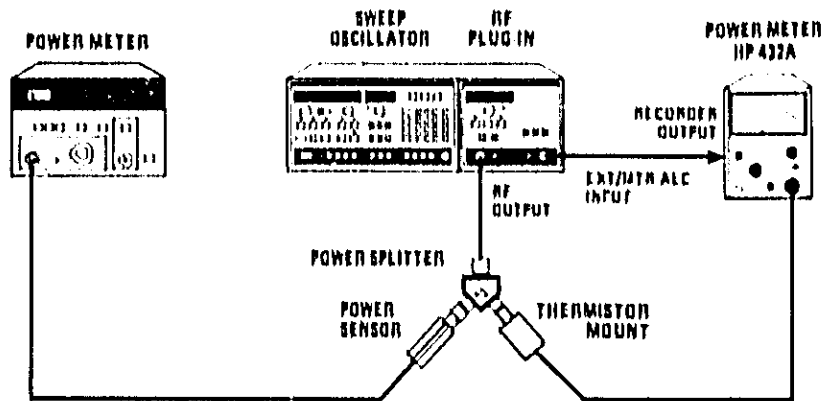 POWER METER
SWEEP
OSCILLATOR
RF
PLUG-IN
POWER METER
HP 432A
RECORDER
OUTPUT
EXT/MTR ALC
INPUT
RF
OUTPUT
POWER SPLITTER
POWER
SENSOR
THERMISTOR
MOUNT